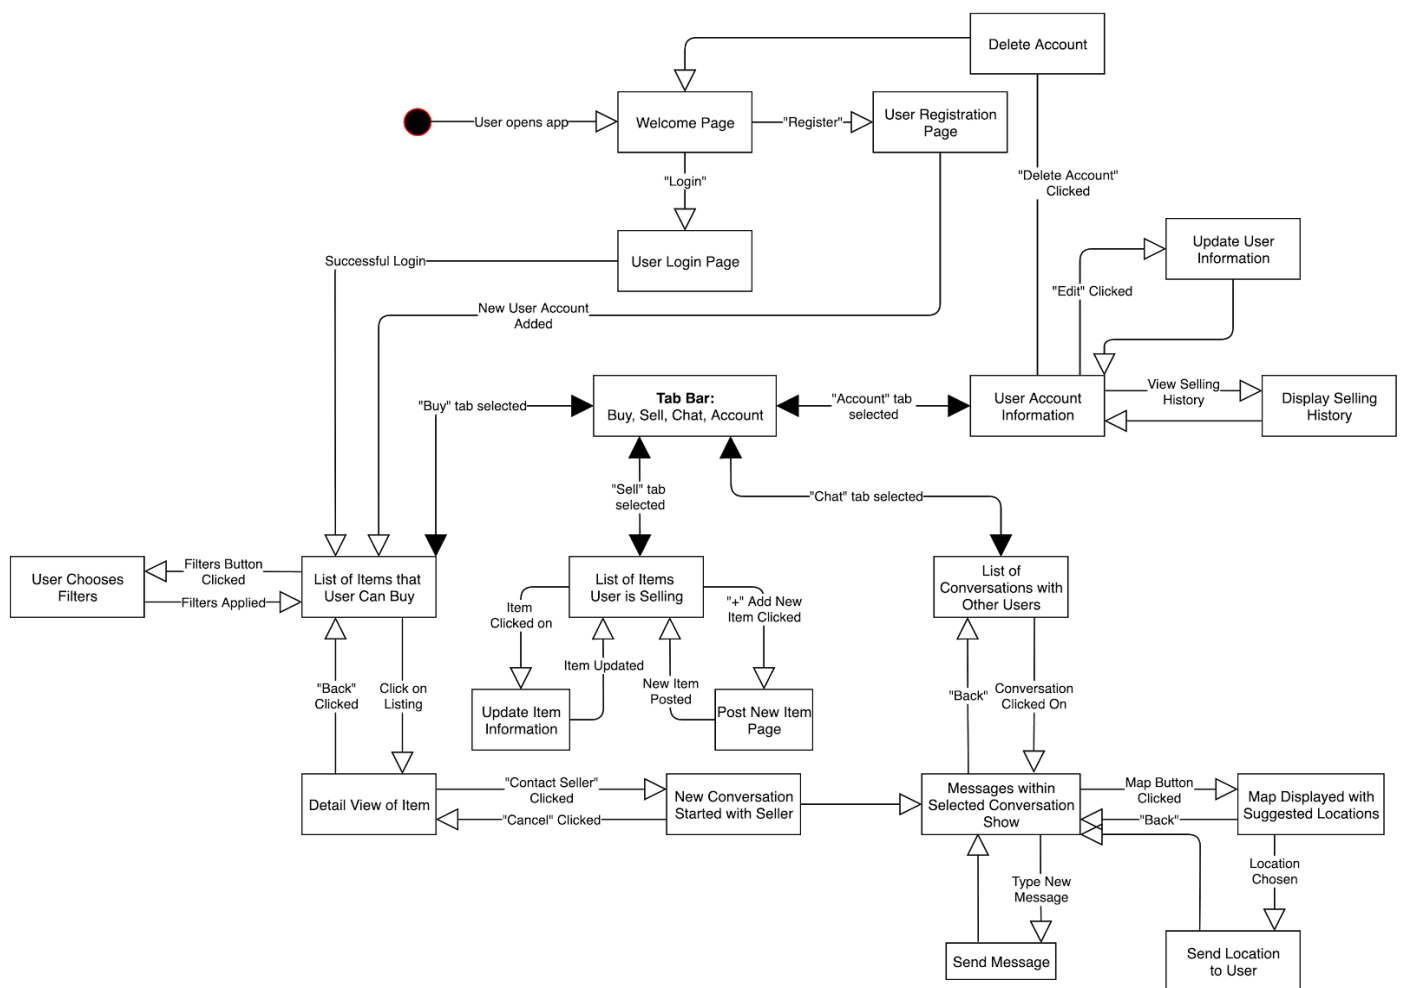 Delete Account
User opens app
Welcome Page
"Register"
User Registration
Page
"Login"
"Delete Account"
Clicked
Successful Login
User Login Page
Update User
Information
"Edit" Clicked
New User Account
Added
"Buy" tab selected
Tab Bar:
Buy, Sell, Chat, Account
"Account" tab
selected
User Account
Information
View Selling
History
Display Selling
History
"Sell" tab
selected
"Chat" tab selected
User Chooses
Filters
Filters Button
Clicked
Filters Applied
List of Items that
User Can Buy
List of Items
User is Selling
List of
Conversations with
Other Users
Item
Clicked on
"+" Add New
Item Clicked
Item Updated
New Item
Posted
"Back"
Clicked
Click on
Listing
Update Item
Information
Post New Item
Page
"Back"
Conversation
Clicked On
Detail View of Item
"Contact Seller"
Clicked
"Cancel" Clicked
New Conversation
Started with Seller
Messages within
Selected Conversation
Show
Map Button
Clicked
"Back"
Map Displayed with
Suggested Locations
Type New
Message
Location
Chosen
Send Message
Send Location
to User